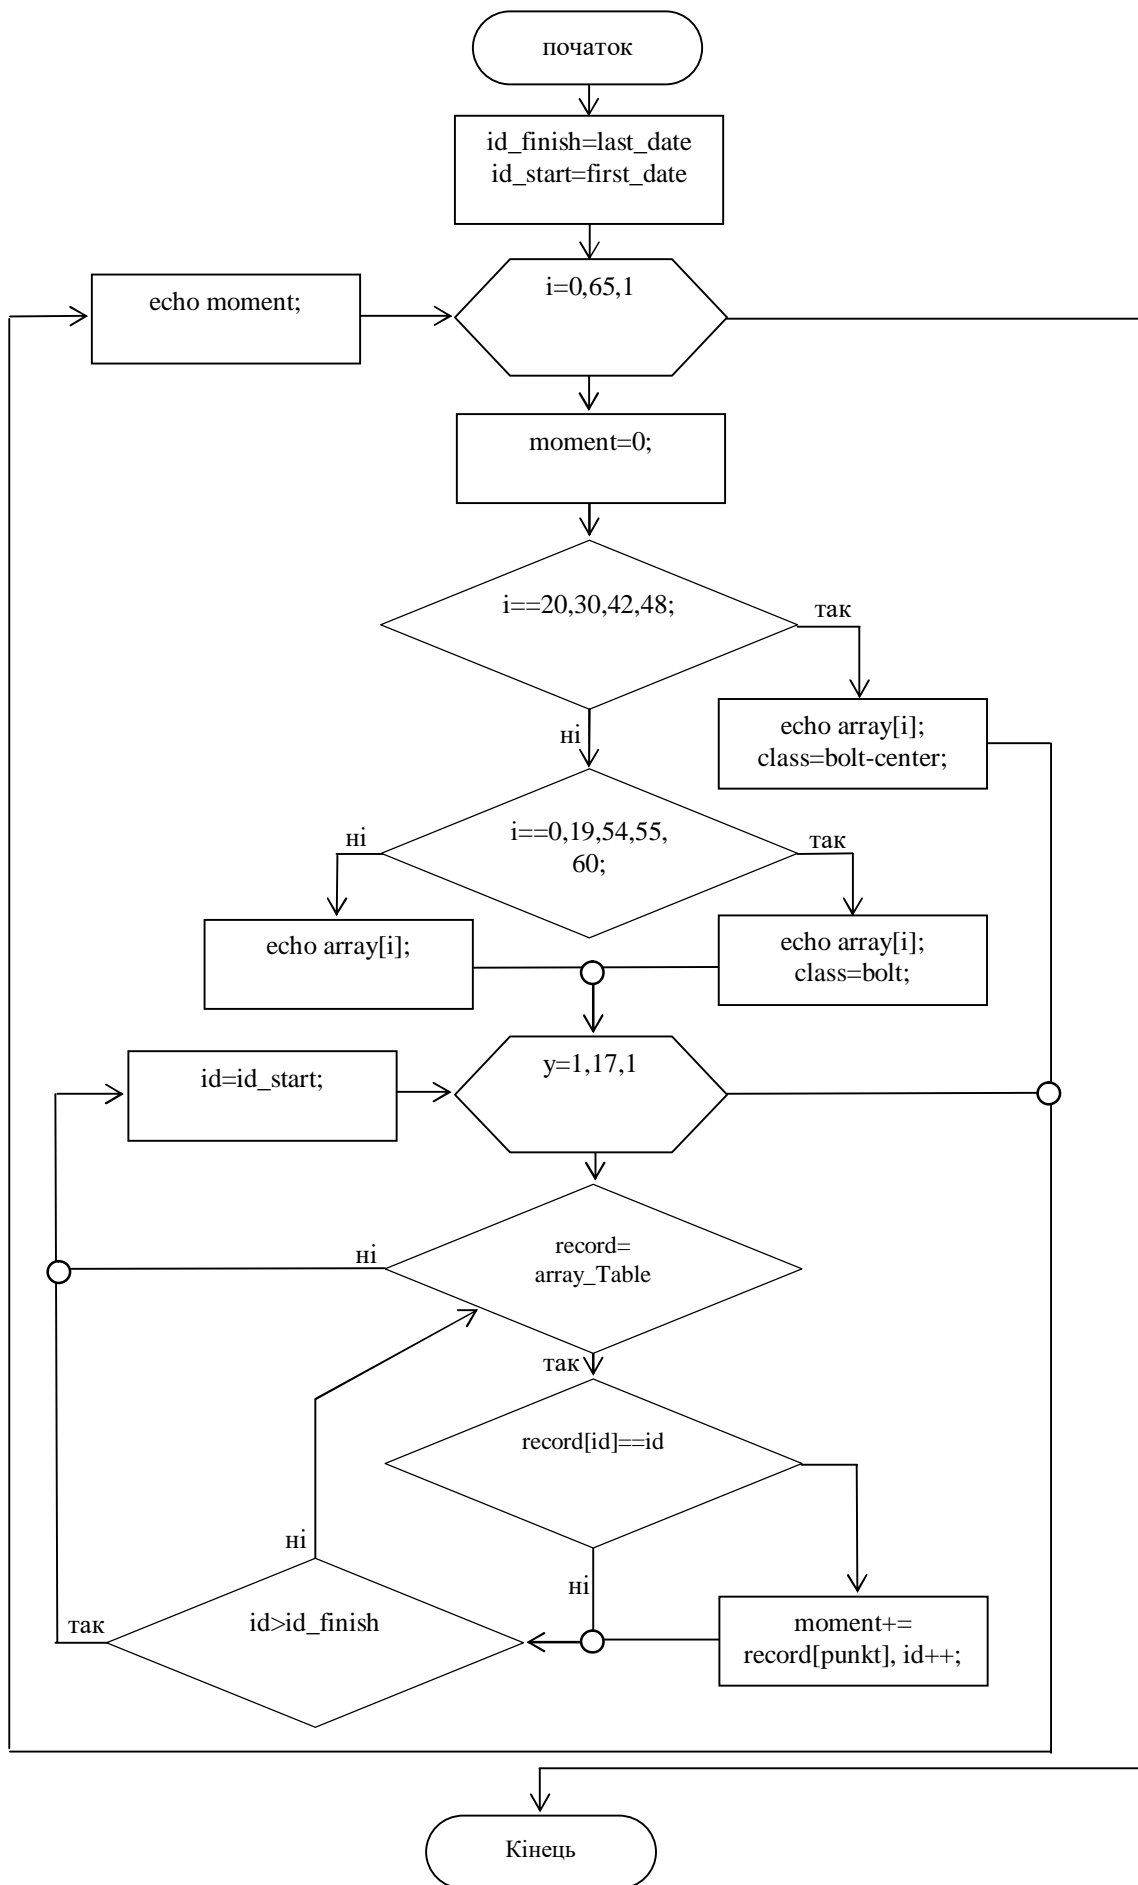 початок
id_finish=last_date
id_start=first_date
echo moment;
i=0,65,1
moment=0;
i==20,30,42,48;
так
echo array[i];
class=bolt-center;
ні
i==0,19,54,55,
60;
ні
так
echo array[i];
echo array[i];
class=bolt;
id=id_start;
y=1,17,1
ні
record=
array_Table
так
record[id]==id
ні
ні
так
id>id_finish
moment+=
record[punkt], id++;
Кінець